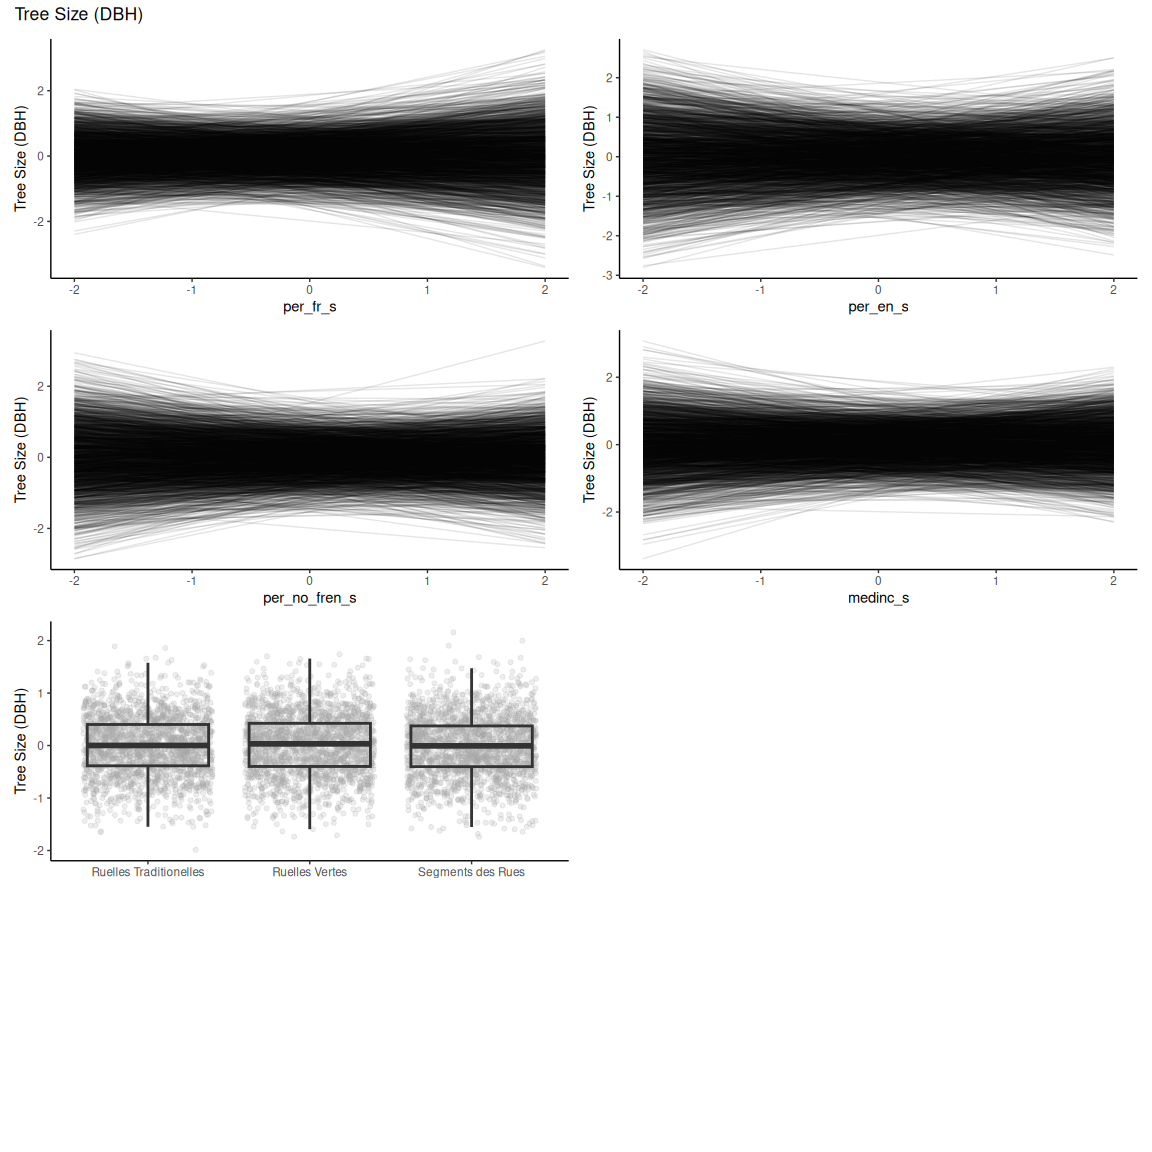 Tree Size (DBH)
Tree Size (DBH)
2
0
-2
-2 -1 0 1 2
per_fr_s
Tree Size (DBH)
2
1
0
-1
-2
-3
-2 -1 0 1 2
per_en_s
Tree Size (DBH)
2
0
-2
-2 -1 0 1 2
per_no_fren_s
Tree Size (DBH)
2
0
-2
-2 -1 0 1 2
medinc_s
Tree Size (DBH)
2
1
0
-1
-2
Ruelles Traditionelles Ruelles Vertes Segments des Rues